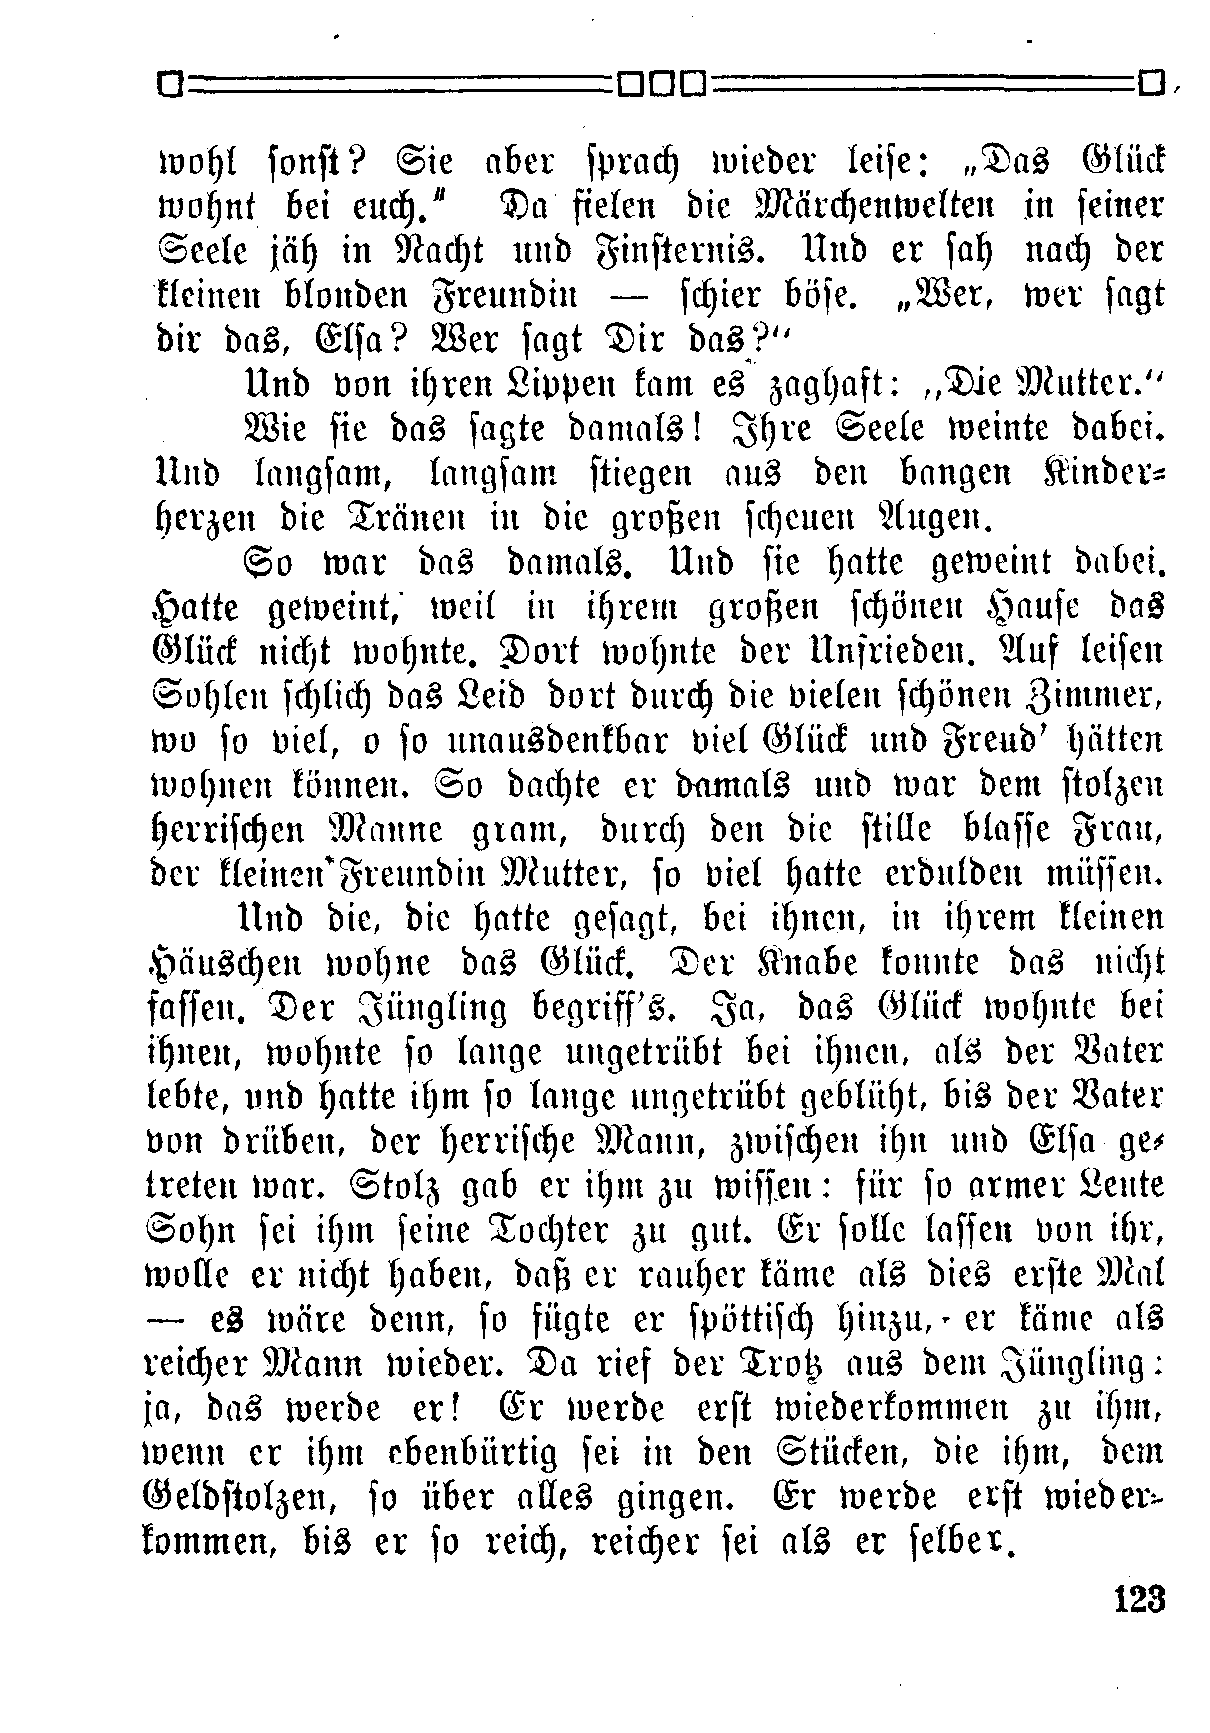 wohl sonst? Sie aber sprach wieder leise: „Das Glück
wohnt bei euch." Da fielen die Märchenwelten in seiner
Seele jäh in Nacht und Finsternis. Und er sah nach der
kleinen blonden Freundin — schier böse. „Wer, wer sagt
dir das, Elsa? Wer sagt Dir das?"
Und von ihren Lippen kam es zaghaft: „Die Mutter."
Wie sie das sagte damals! Ihre Seele weinte dabei.
Und langsam, langsam stiegen aus den bangen Kinder-
herzen die Tränen in die großen scheuen Augen.
So war das damals. Und sie hatte geweint dabei.
Hatte geweint, weil in ihrem großen schönen Hause das
Glück nicht wohnte. Dort wohnte der Unfrieden. Auf leisen
Sohlen schlich das Leid dort durch die vielen schönen Zimmer,
wo so viel, o so unausdenkbar viel Glück und Freud' hätten
wohnen können. So dachte er damals und war dem stolzen
herrischen Manne gram, durch den die stille blasse Frau,
der kleinen Freundin Mutter, so viel hatte erdulden müssen.
Und die, die hatte gesagt, bei ihnen, in ihrem kleinen
Häuschen wohne das Glück. Der Knabe konnte das nicht
fassen. Der Jüngling begriff's. Ja, das Glück wohnte bei
ihnen, wohnte so lange ungetrübt bei ihnen, als der Vater
lebte, und hatte ihm so lange ungetrübt geblüht, bis der Vater
von drüben, der herrische Mann, zwischen ihn und Elsa ge-
treten war. Stolz gab er ihm zu wissen: für so armer Leute
Sohn sei ihm seine Tochter zu gut. Er solle lassen von ihr,
wolle er nicht haben, daß er rauher käme als dies erste Mal
— es wäre denn, so fügte er spöttisch hinzu, er käme als
reicher Mann wieder. Da rief der Trotz aus dem Jüngling:
ja, das werde er! Er werde erst wiederkommen zu ihm,
wenn er ihm ebenbürtig sei in den Stücken, die ihm, dem
Geldstolzen, so über alles gingen. Er werde erst wieder-
kommen, bis er so reich, reicher sei als er selber.
123